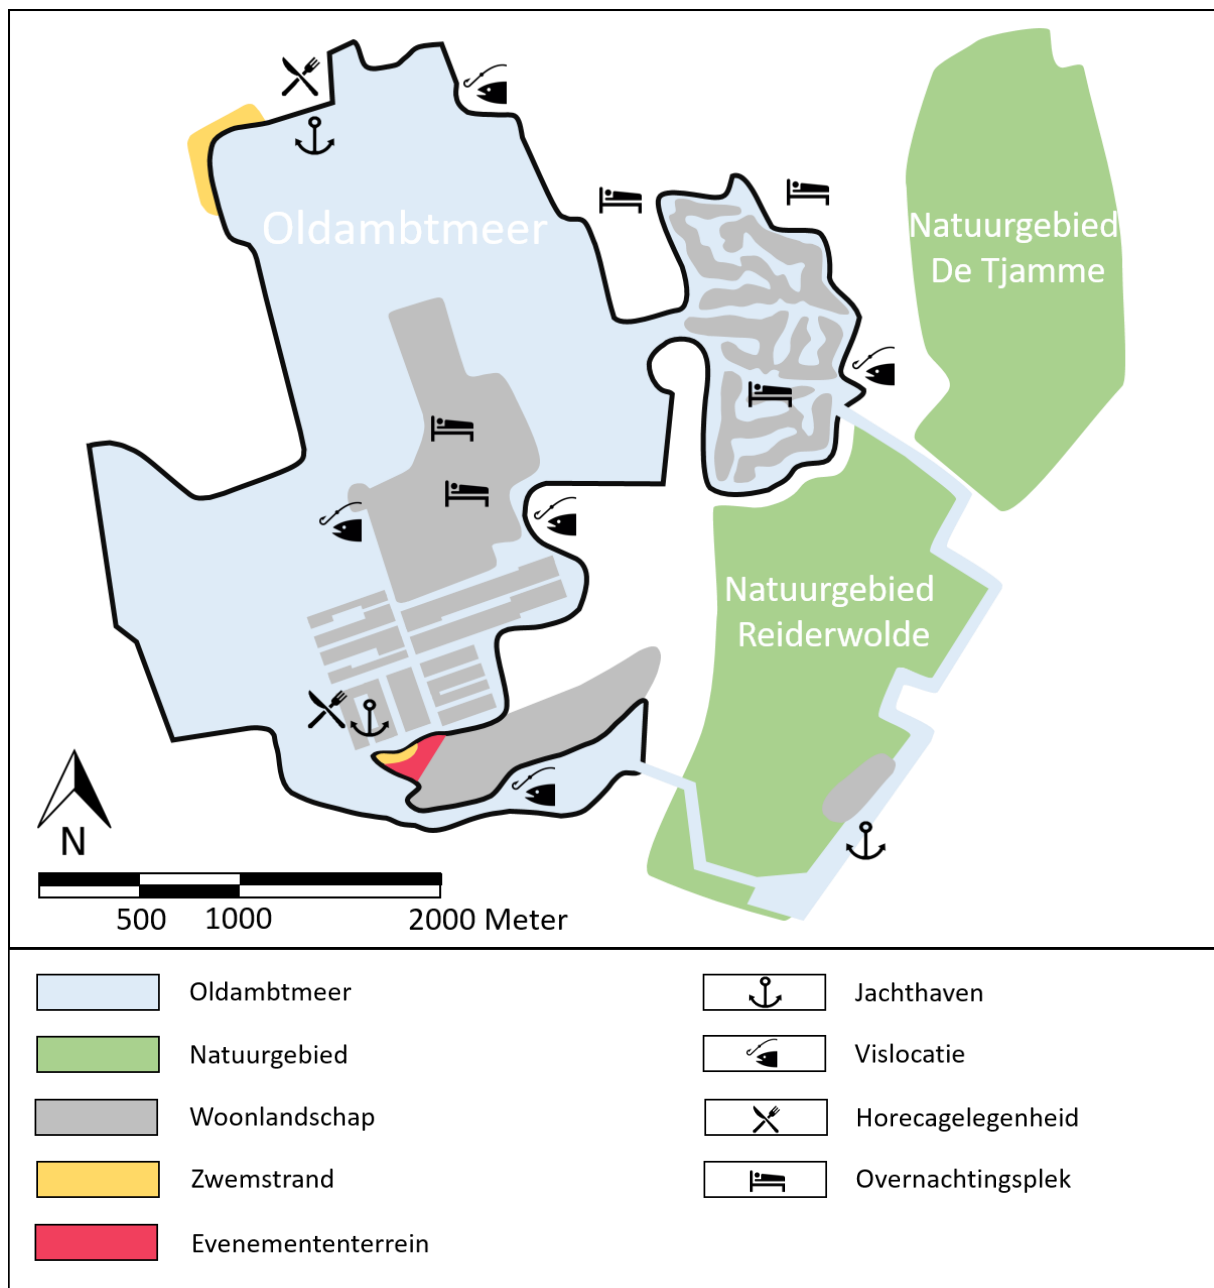 Oldambtmeer
Natuurgebied
De Tjamme
Natuurgebied
Reiderwolde
N
500 1000 2000 Meter
Oldambtmeer
Natuurgebied
Woonlandschap
Zwemstrand
Evenemententerrein
Jachthaven
Vislocatie
Horecagelegenheid
Overnachtingsplek